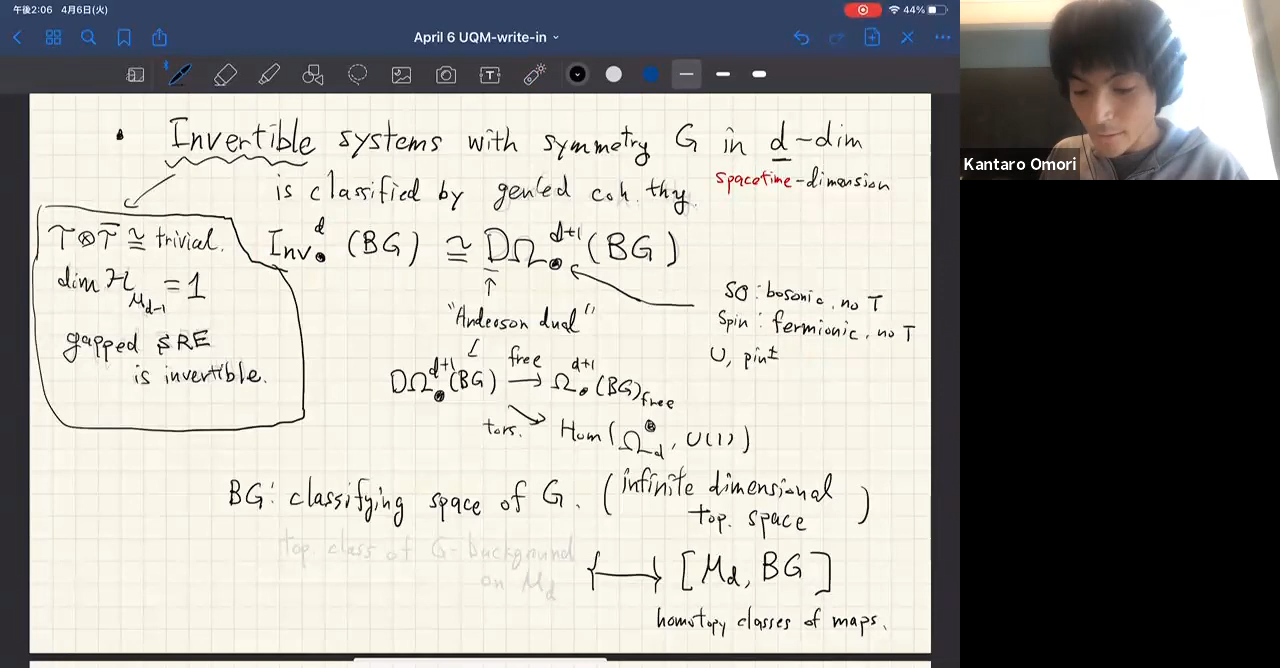 午後2:06 4月6日(火)
44%
April 6 UQM-write-in
Kantaro Omori
• Invertible systems with symmetry G in d-dim
spacetime-dimension
is classified by gen'led coh. thy.
Inv•^d (BG) ≅ DΩ•^{d+1} (BG)
τ⊗τ̄ ≅ trivial.
dim H_{M_{d-1}} = 1
gapped SRE
is invertible.
"Anderson dual"
SO : bosonic, no T
Spin : fermionic, no T
O, pin±
DΩ•^{d+1}(BG) free → Ω•^{d+1}(BG)_free
tors. ↘ Hom(Ω_d^•, U(1))
BG : classifying space of G. (infinite dimensional
top. space)
top class of G-background
on M_d
⟷ [M_d, BG]
homotopy classes of maps.